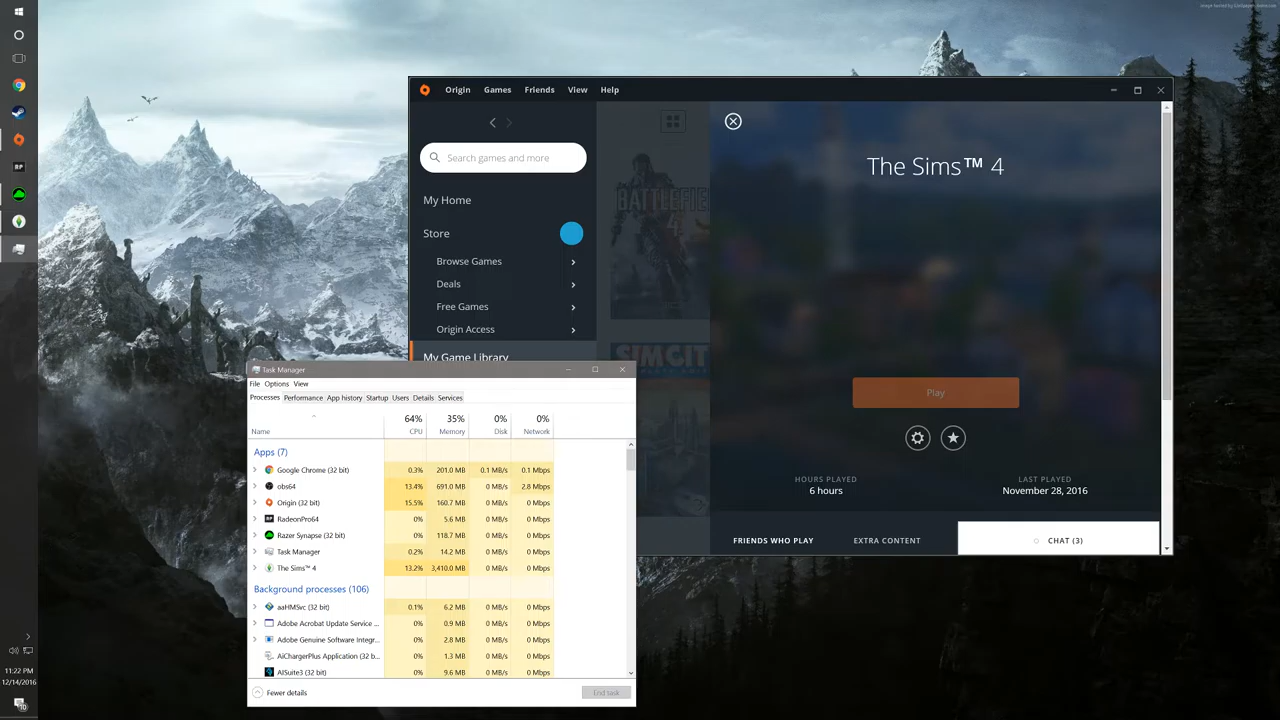 Origin Games Friends View Help
Search games and more
My Home
Store
Browse Games
Deals
Free Games
Origin Access
My Game Library
BATTLEFIE
4
SIMCIT
The Sims™ 4
Play
HOURS PLAYED
6 hours
LAST PLAYED
November 28, 2016
FRIENDS WHO PLAY
EXTRA CONTENT
CHAT (3)
Task Manager
File Options View
Processes Performance App history Startup Users Details Services
64% 35% 0% 0%
Name CPU Memory Disk Network
Apps (7)
Google Chrome (32 bit) 0.3% 201.0 MB 0.1 MB/s 0.1 Mbps
obs64 13.4% 691.0 MB 0 MB/s 2.8 Mbps
Origin (32 bit) 15.5% 160.7 MB 0 MB/s 0 Mbps
RP RadeonPro64 0% 5.6 MB 0 MB/s 0 Mbps
Razer Synapse (32 bit) 0% 118.7 MB 0 MB/s 0 Mbps
Task Manager 0.2% 14.2 MB 0 MB/s 0 Mbps
The Sims™ 4 13.2% 3,410.0 MB 0 MB/s 0 Mbps
Background processes (106)
aaHMSvc (32 bit) 0.1% 6.2 MB 0 MB/s 0 Mbps
Adobe Acrobat Update Service ... 0% 0.9 MB 0 MB/s 0 Mbps
Adobe Genuine Software Integr... 0% 2.8 MB 0 MB/s 0 Mbps
AiChargerPlus Application (32 b... 0% 1.3 MB 0 MB/s 0 Mbps
AISuite3 (32 bit) 0% 9.6 MB 0 MB/s 0 Mbps
Fewer details
End task
RP
11:22 PM
12/14/2016